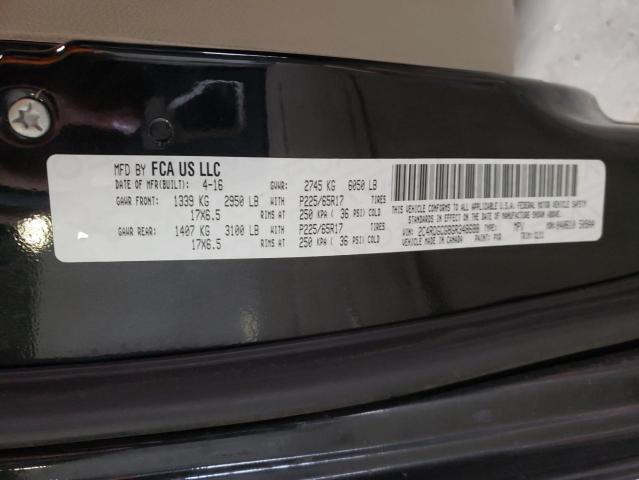 MFD BY FCA US LLC
DATE OF MFR(BUILT): 4-16 GVWR: 2745 KG 6050 LB
GAWR FRONT: 1339 KG 2950 LB WITH P225/65R17 TIRES
17X6.5 RIMS AT 250 KPA ( 36 PSI) COLD
GAWR REAR: 1407 KG 3100 LB WITH P225/65R17 TIRES
17X6.5 RIMS AT 250 KPA ( 36 PSI) COLD
THIS VEHICLE CONFORMS TO ALL APPLICABLE U.S.A. FEDERAL MOTOR VEHICLE SAFETY
STANDARDS IN EFFECT ON THE DATE OF MANUFACTURE SHOWN ABOVE.
VIN: TYPE: MPV MDH:
VEHICLE MADE IN CANADA PAINT: TRIM: